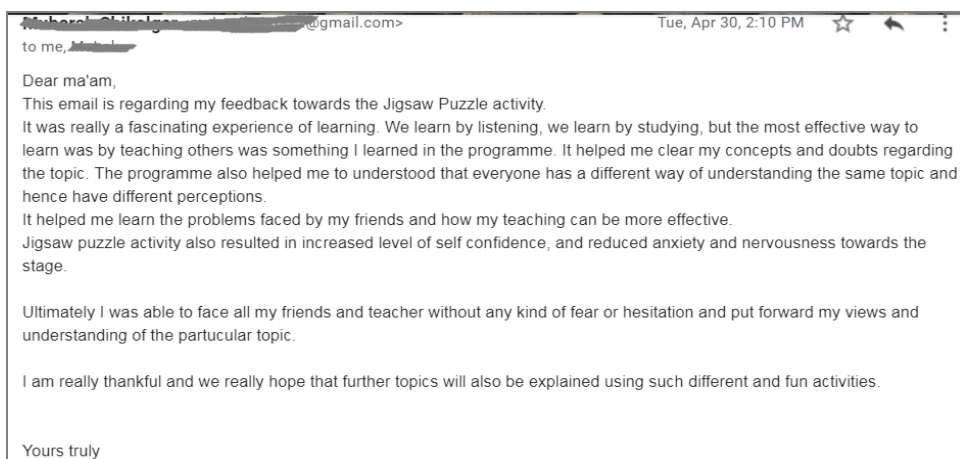 @gmail.com>
Tue, Apr 30, 2:10 PM
to me,
Dear ma'am,
This email is regarding my feedback towards the Jigsaw Puzzle activity.
It was really a fascinating experience of learning. We learn by listening, we learn by studying, but the most effective way to
learn was by teaching others was something I learned in the programme. It helped me clear my concepts and doubts regarding
the topic. The programme also helped me to understood that everyone has a different way of understanding the same topic and
hence have different perceptions.
It helped me learn the problems faced by my friends and how my teaching can be more effective.
Jigsaw puzzle activity also resulted in increased level of self confidence, and reduced anxiety and nervousness towards the
stage.
Ultimately I was able to face all my friends and teacher without any kind of fear or hesitation and put forward my views and
understanding of the partucular topic.
I am really thankful and we really hope that further topics will also be explained using such different and fun activities.
Yours truly